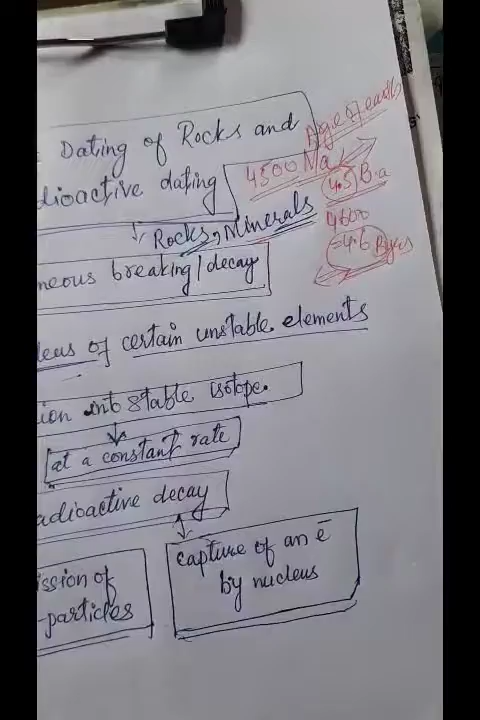 Age of earth
: Dating of Rocks and
dioactive dating
4500 Ma
4.5 B.a
Rocks, Minerals
4600
=4.6 Byrs
neous breaking/decay
leus of certain unstable elements
ion into stable isotope.
at a constant rate
adioactive decay
ission of
-particles
capture of an ē
by nucleus